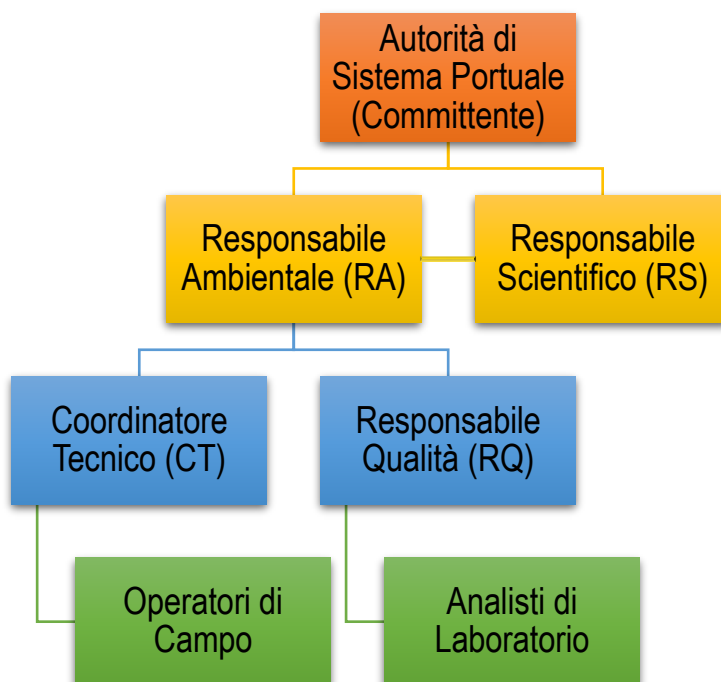 Autorità di
Sistema Portuale
(Committente)
Responsabile
Ambientale (RA)
Responsabile
Scientifico (RS)
Coordinatore
Tecnico (CT)
Responsabile
Qualità (RQ)
Operatori di
Campo
Analisti di
Laboratorio